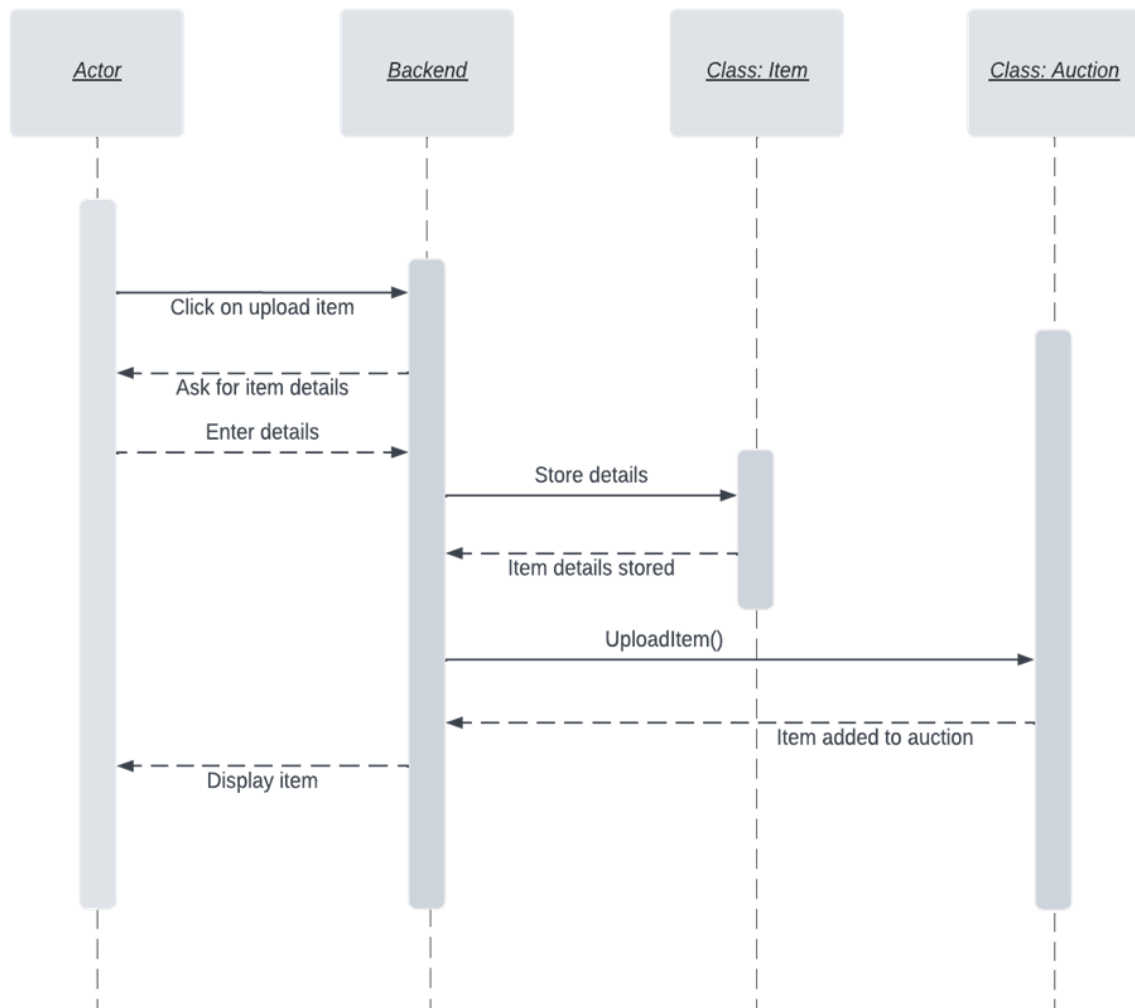 Actor
Backend
Class: Item
Class: Auction
Click on upload item
Ask for item details
Enter details
Store details
Item details stored
UploadItem()
Item added to auction
Display item